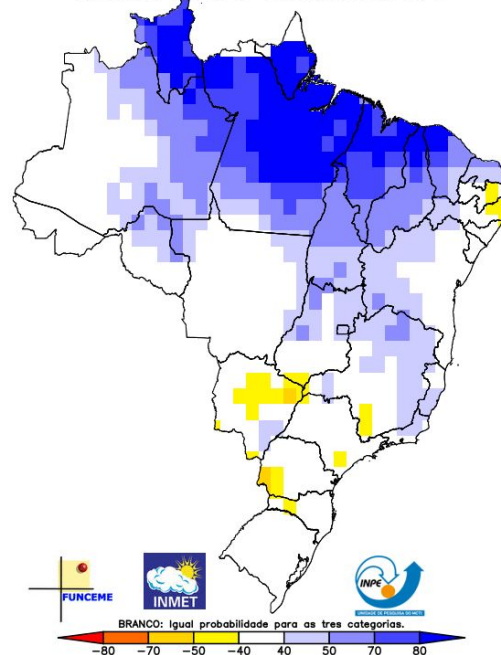 FUNCEME
INMET
INPE
UNIDADE DE PESQUISA DO MCTI
BRANCO: Igual probabilidade para as tres categorias.
-80 -70 -50 -40 40 50 70 80